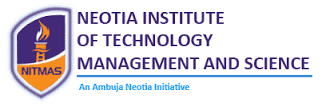 NEOTIA INSTITUTE
OF TECHNOLOGY
MANAGEMENT AND SCIENCE
NITMAS
An Ambuja Neotia Initiative